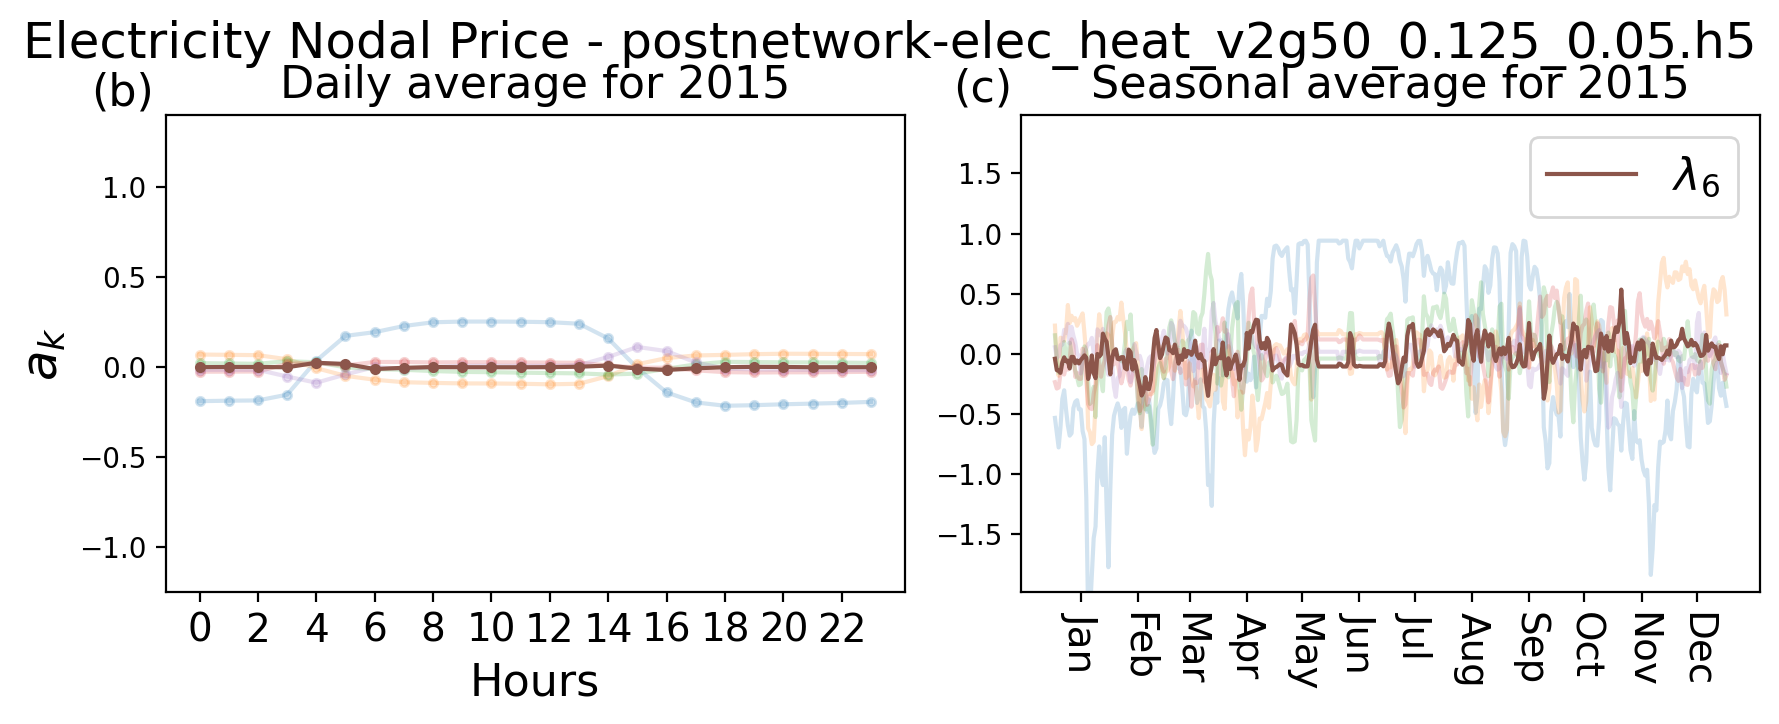 Electricity Nodal Price - postnetwork-elec_heat_v2g50_0.125_0.05.h5
(b)
Daily average for 2015
1.0
0.5
0.0
−0.5
−1.0
a_k
0 2 4 6 8 10 12 14 16 18 20 22
Hours
(c)
Seasonal average for 2015
λ_6
1.5
1.0
0.5
0.0
−0.5
−1.0
−1.5
Jan Feb Mar Apr May Jun Jul Aug Sep Oct Nov Dec